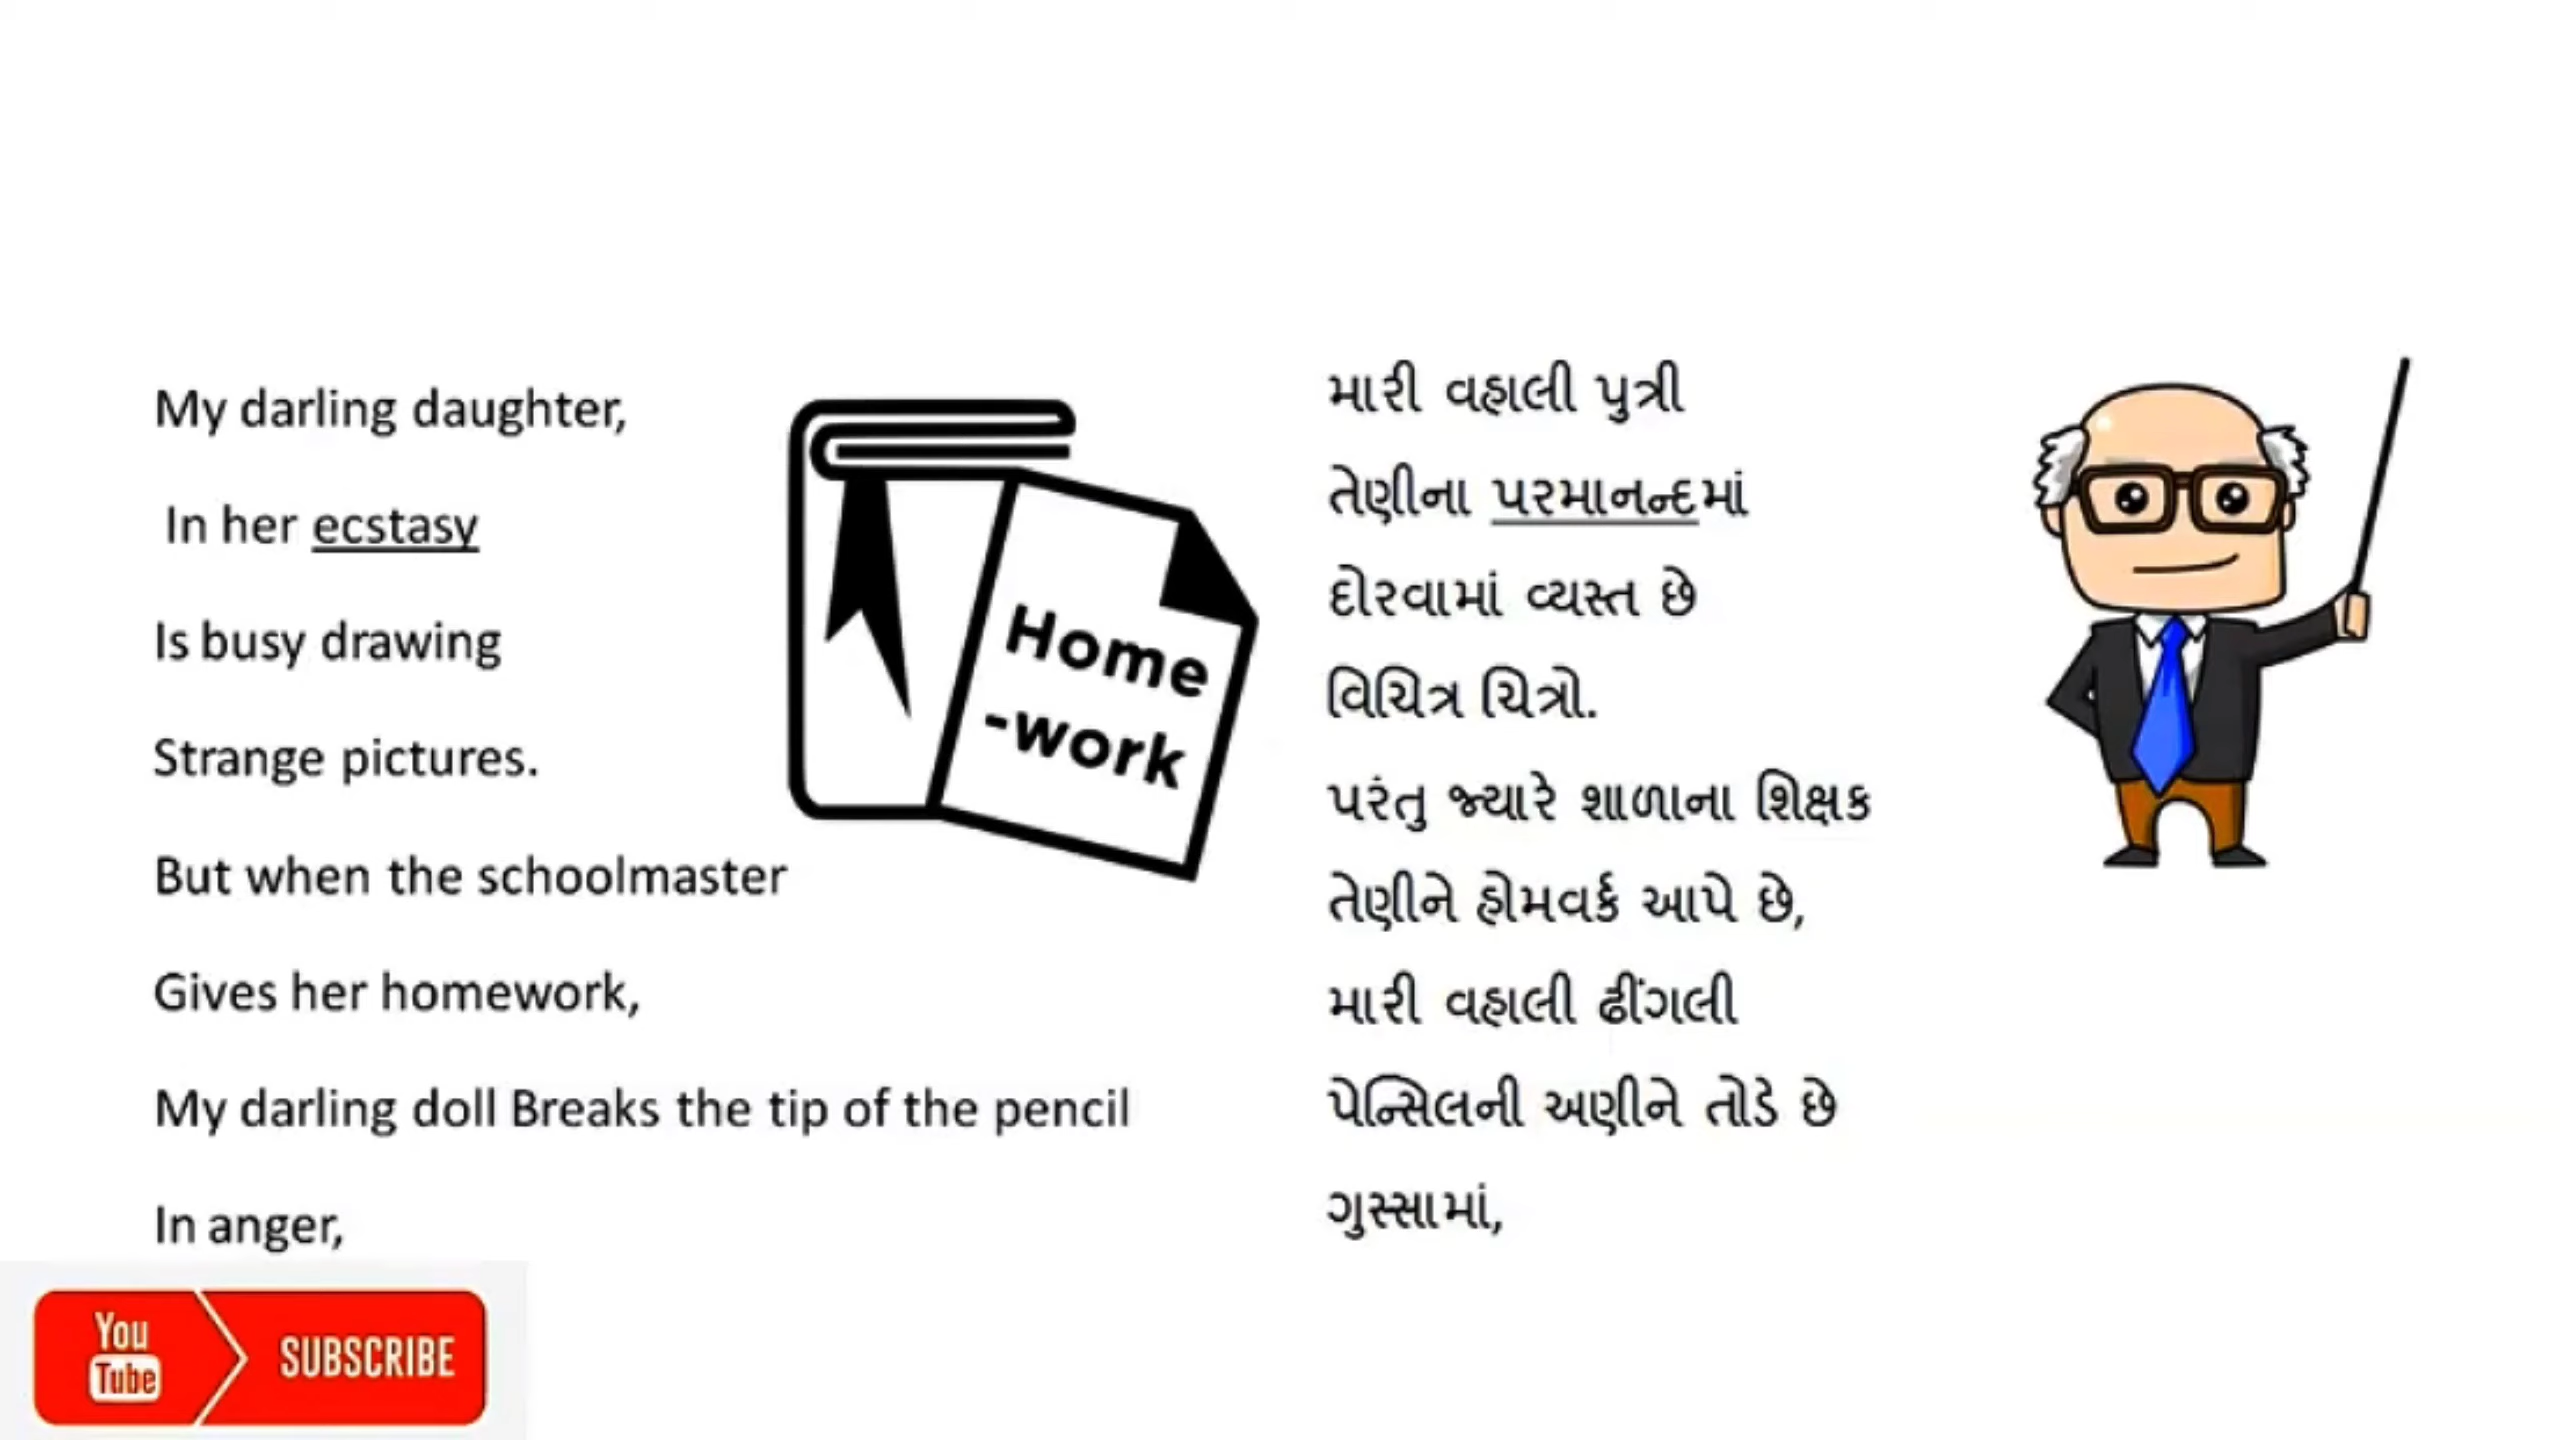 My darling daughter,
In her ecstasy
Is busy drawing
Strange pictures.
But when the schoolmaster
Gives her homework,
My darling doll Breaks the tip of the pencil
In anger,
Home
-work
મારી વહાલી પુત્રી
તેણીના પરમાનન્દમાં
દોરવામાં વ્યસ્ત છે
વિચિત્ર ચિત્રો.
પરંતુ જ્યારે શાળાના શિક્ષક
તેણીને હોમવર્ક આપે છે,
મારી વહાલી ઢીંગલી
પેન્સિલની અણીને તોડે છે
ગુસ્સામાં,
You
Tube
SUBSCRIBE